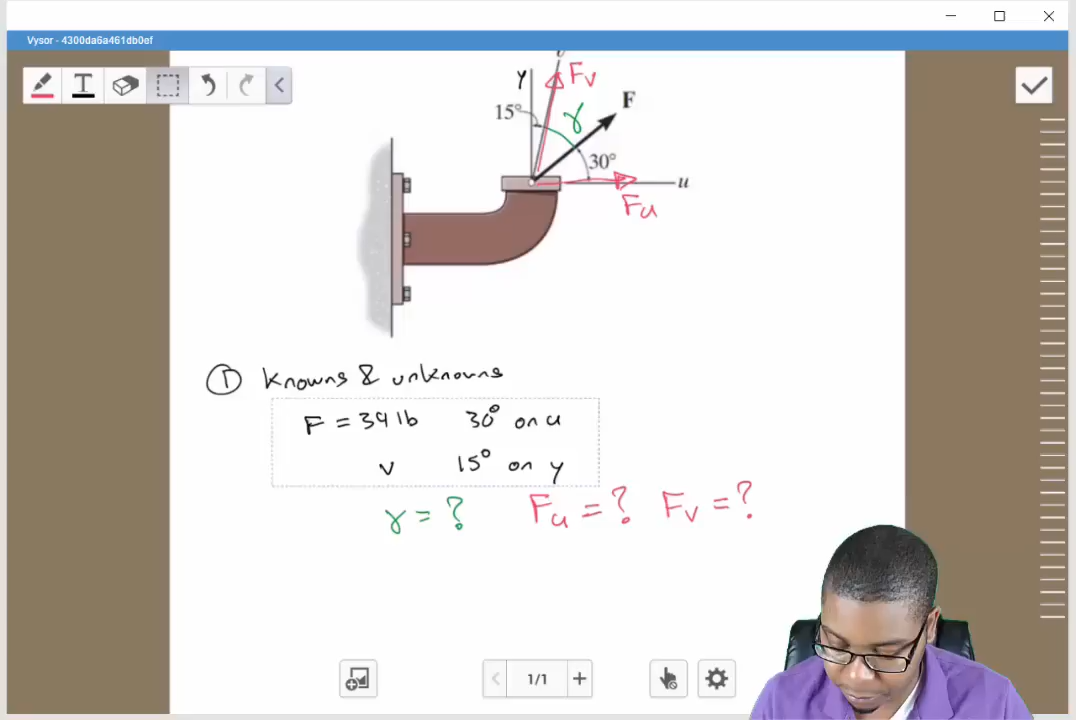 Vysor - 4300da6a461db0ef
T
y
Fv
15°
γ
F
30°
u
Fu
① Knowns & unknowns
F = 34 lb 30° on u
v 15° on y
γ = ? Fu = ? Fv = ?
1/1